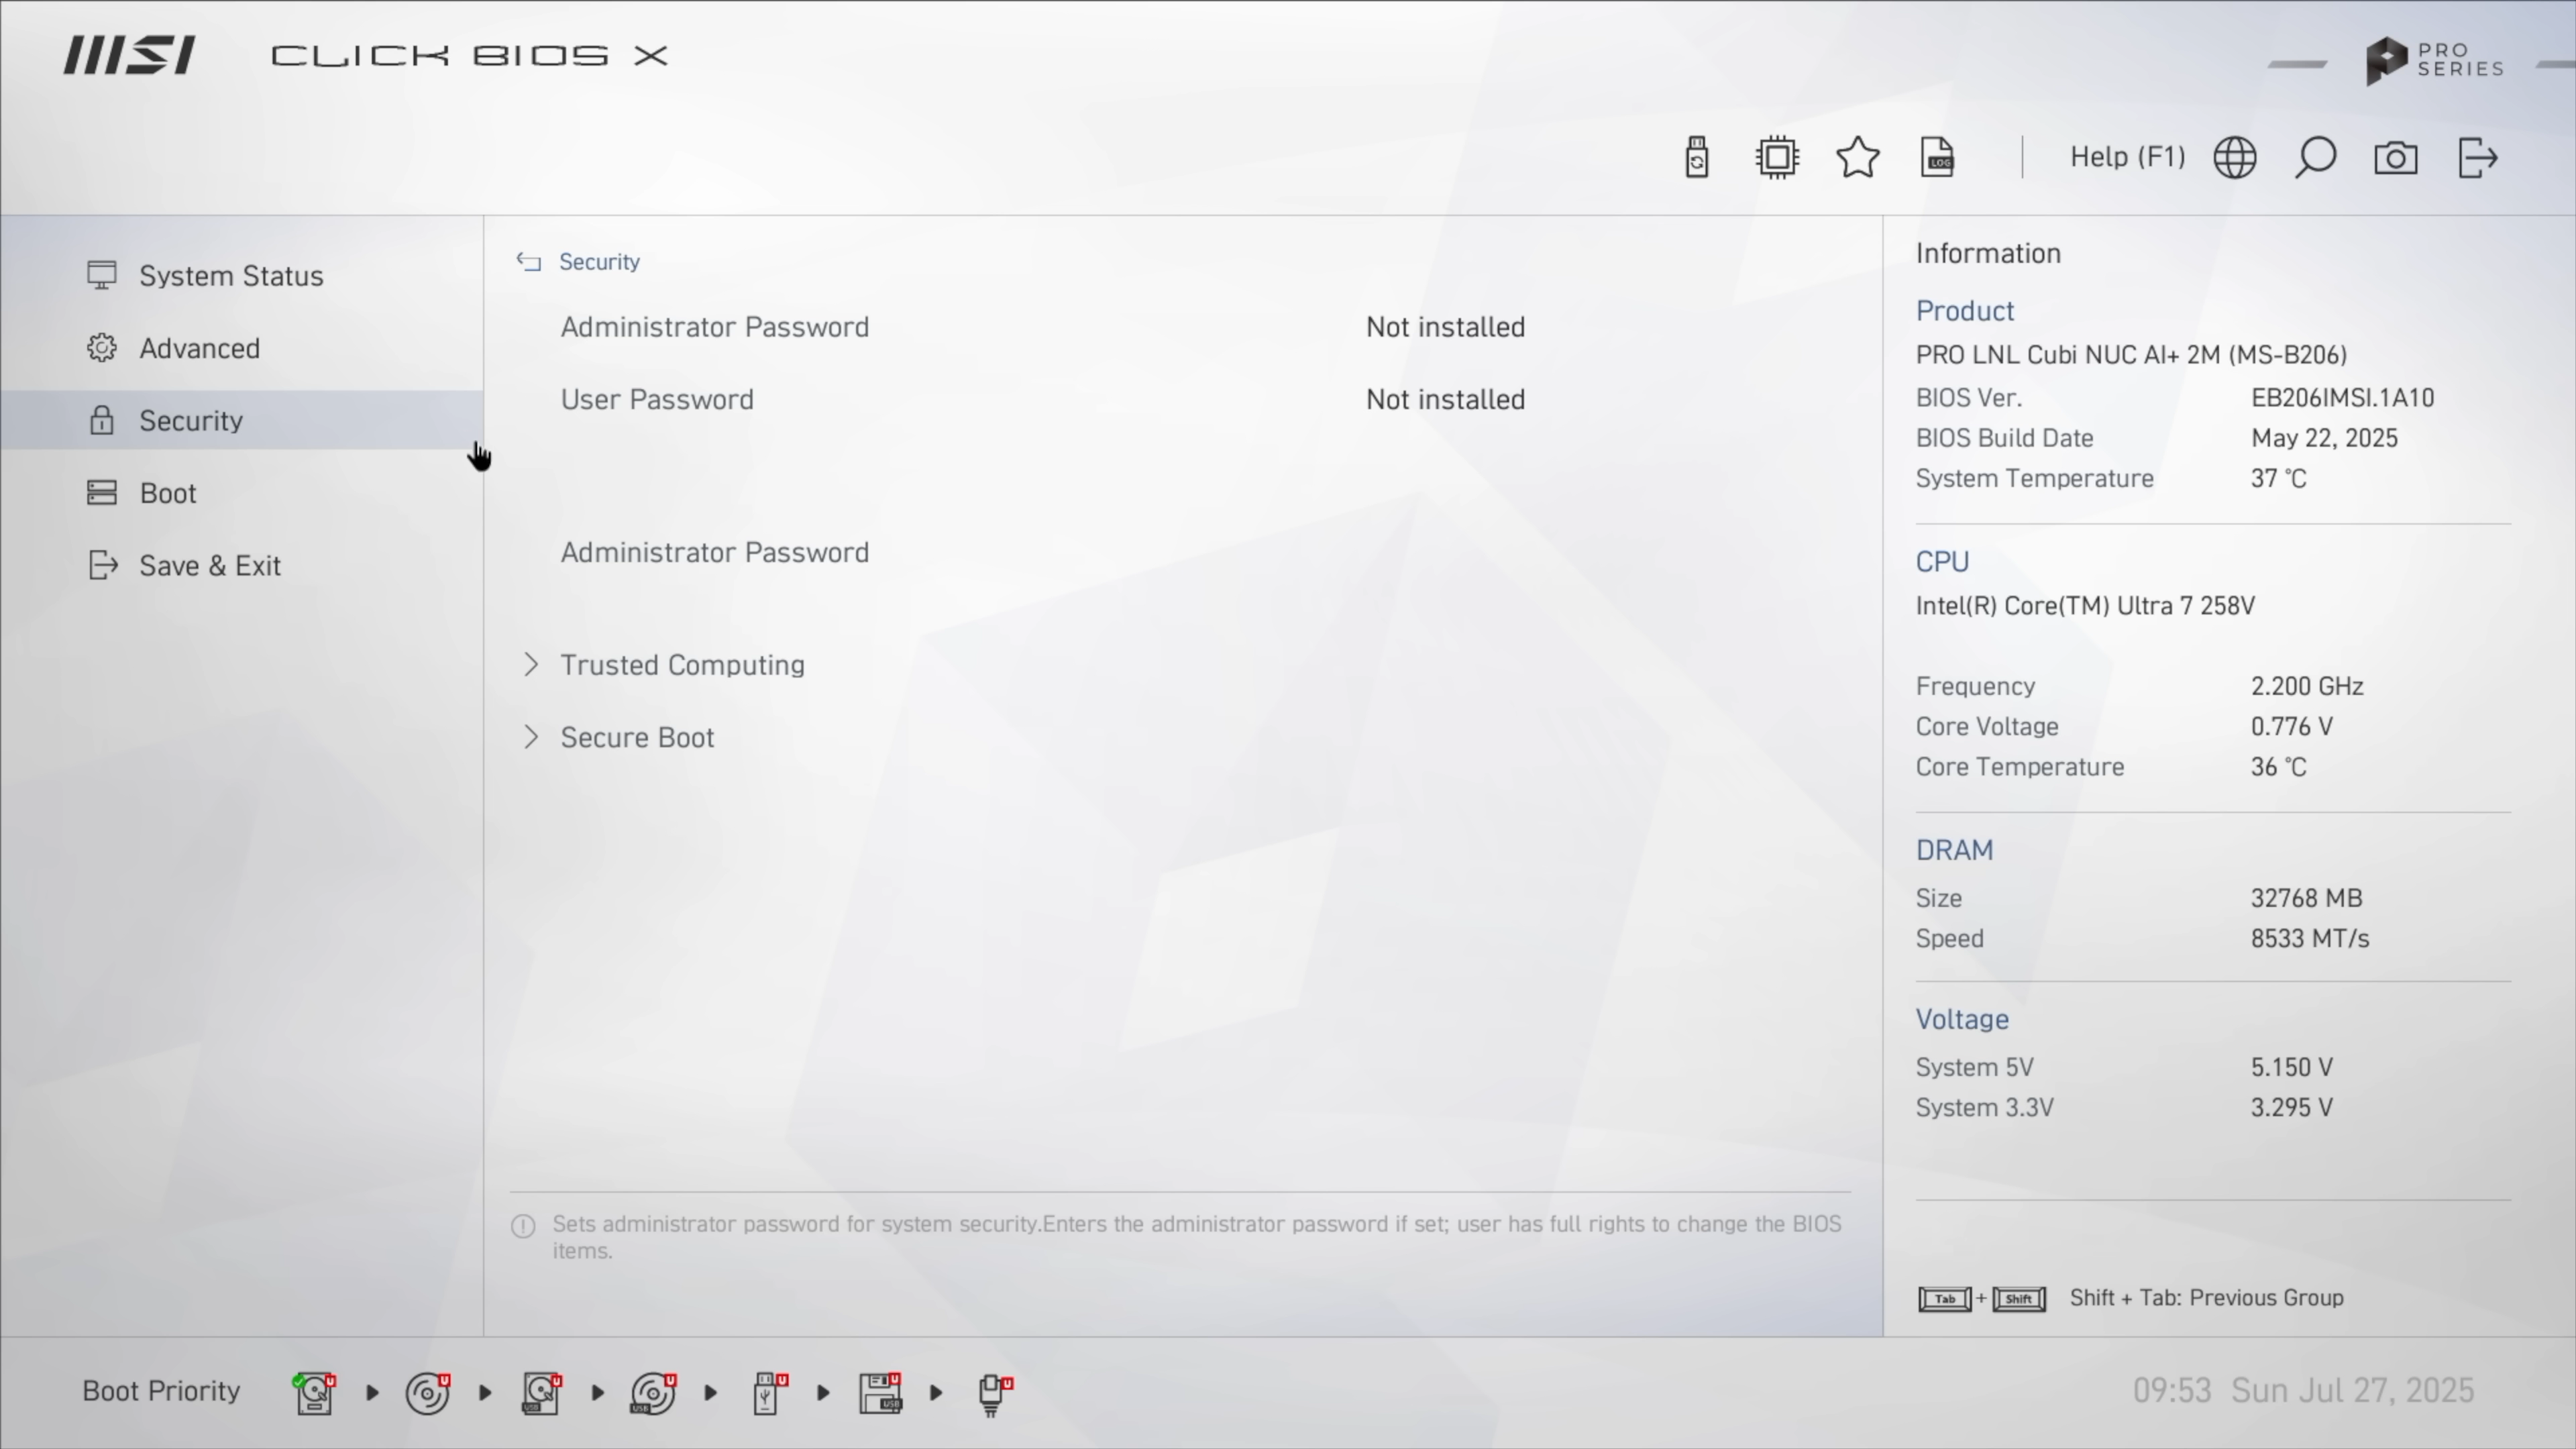 msi CLICK BIOS X
PRO
SERIES
LOG
Help (F1)
System Status
Advanced
Security
Boot
Save & Exit
Security
Administrator Password Not installed
User Password Not installed
Administrator Password
Trusted Computing
Secure Boot
Sets administrator password for system security.Enters the administrator password if set; user has full rights to change the BIOS
items.
Information
Product
PRO LNL Cubi NUC AI+ 2M (MS-B206)
BIOS Ver. EB206IMSI.1A10
BIOS Build Date May 22, 2025
System Temperature 37 °C
CPU
Intel(R) Core(TM) Ultra 7 258V
Frequency 2.200 GHz
Core Voltage 0.776 V
Core Temperature 36 °C
DRAM
Size 32768 MB
Speed 8533 MT/s
Voltage
System 5V 5.150 V
System 3.3V 3.295 V
Tab + Shift Shift + Tab: Previous Group
Boot Priority U U U USB U USB U U USB U
09:53 Sun Jul 27, 2025